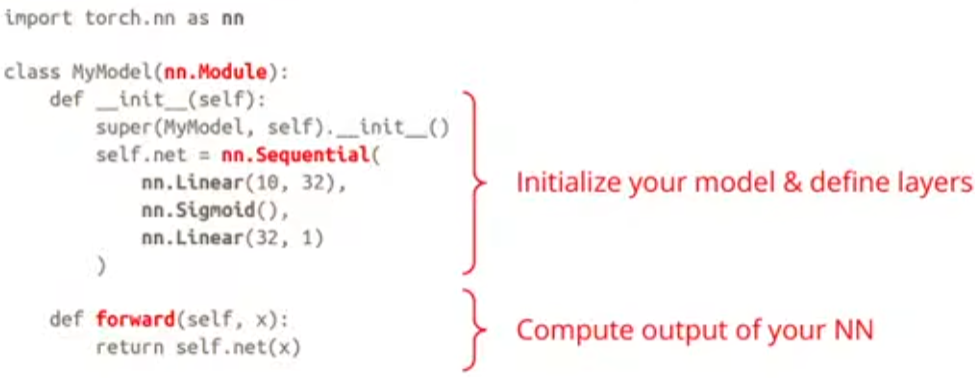 import torch.nn as nn
class MyModel(nn.Module):
    def __init__(self):
        super(MyModel, self).__init__()
        self.net = nn.Sequential(
            nn.Linear(10, 32),
            nn.Sigmoid(),
            nn.Linear(32, 1)
        )
Initialize your model & define layers
    def forward(self, x):
        return self.net(x)
Compute output of your NN